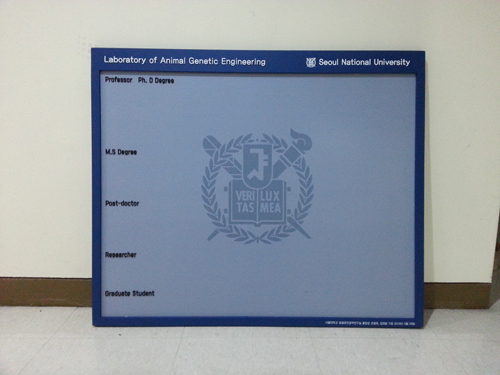 Laboratory of Animal Genetic Engineering
Seoul National University
Professor Ph. D Degree
M.S Degree
VERI LUX
TAS MEA
Post-doctor
Researcher
Graduate Student